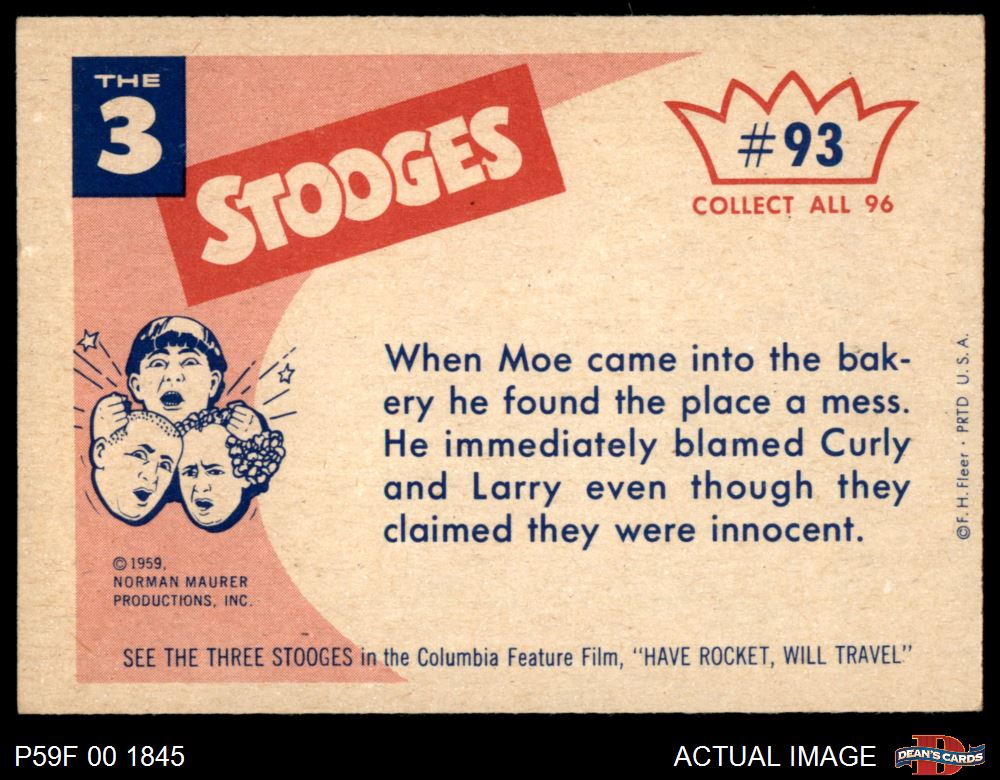 THE
3
STOOGES
#93
COLLECT ALL 96
When Moe came into the bak-
ery he found the place a mess.
He immediately blamed Curly
and Larry even though they
claimed they were innocent.
©F. H. Fleer • PRTD U. S. A.
© 1959,
NORMAN MAURER
PRODUCTIONS, INC.
SEE THE THREE STOOGES in the Columbia Feature Film, "HAVE ROCKET, WILL TRAVEL"
P59F 00 1845
ACTUAL IMAGE
D
DEAN'S CARDS